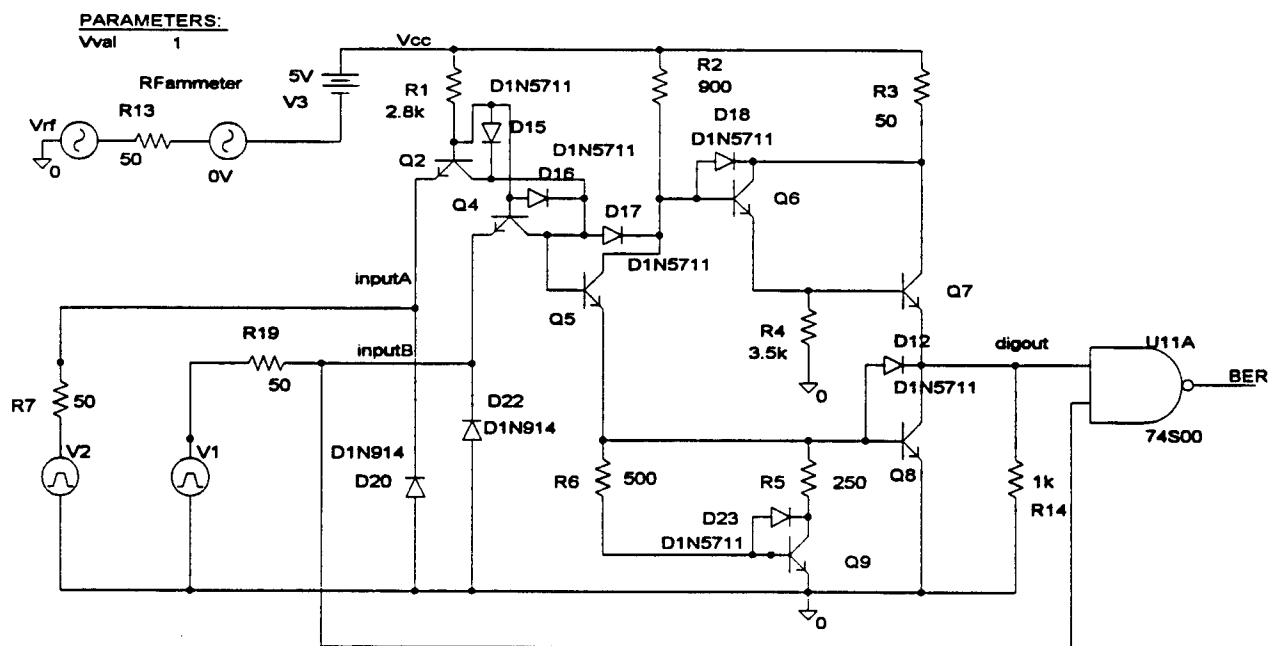 PARAMETERS:
Vval 1
Vcc
5V
V3
RFammeter
R13
50
Vrf
0
0V
R1
2.8k
D1N5711
D15
R2
900
R3
50
D18
D1N5711
Q2
D1N5711
D16
Q4
D17
D1N5711
Q6
inputA
Q5
Q7
R4
3.5k
0
R19
50
inputB
D12
D1N5711
digout
U11A
BER
74S00
R7
50
V2
V1
D22
D1N914
D1N914
D20
R6
500
R5
250
Q8
1k
R14
D23
D1N5711
Q9
0